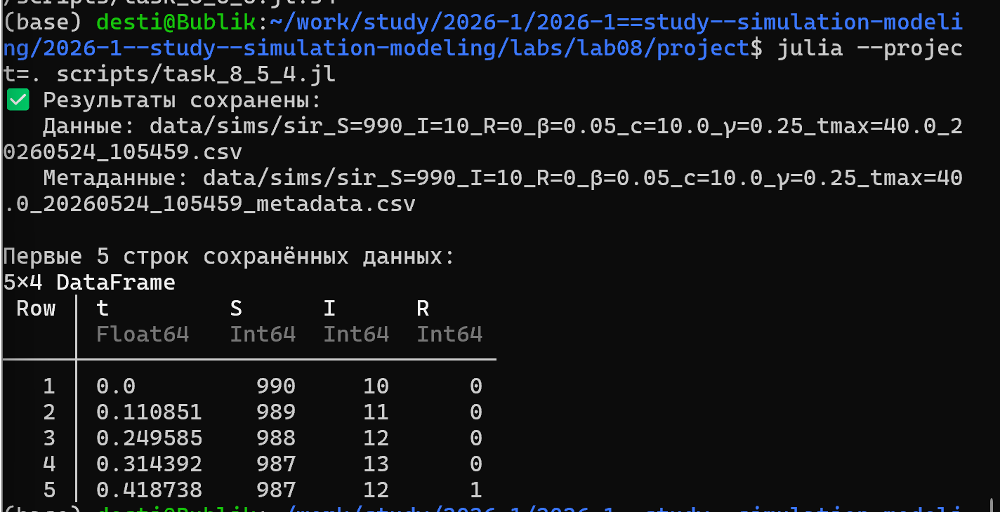 (base) desti@Bublik:~/work/study/2026-1/2026-1==study--simulation-modeli
ng/2026-1--study--simulation-modeling/labs/lab08/project$ julia --projec
t=. scripts/task_8_5_4.jl
✅ Результаты сохранены:
Данные: data/sims/sir_S=990_I=10_R=0_β=0.05_c=10.0_γ=0.25_tmax=40.0_2
0260524_105459.csv
Метаданные: data/sims/sir_S=990_I=10_R=0_β=0.05_c=10.0_γ=0.25_tmax=40
.0_20260524_105459_metadata.csv
Первые 5 строк сохранённых данных:
5×4 DataFrame
Row │ t S I R
Float64 Int64 Int64 Int64
1 │ 0.0 990 10 0
2 │ 0.110851 989 11 0
3 │ 0.249585 988 12 0
4 │ 0.314392 987 13 0
5 │ 0.418738 987 12 1